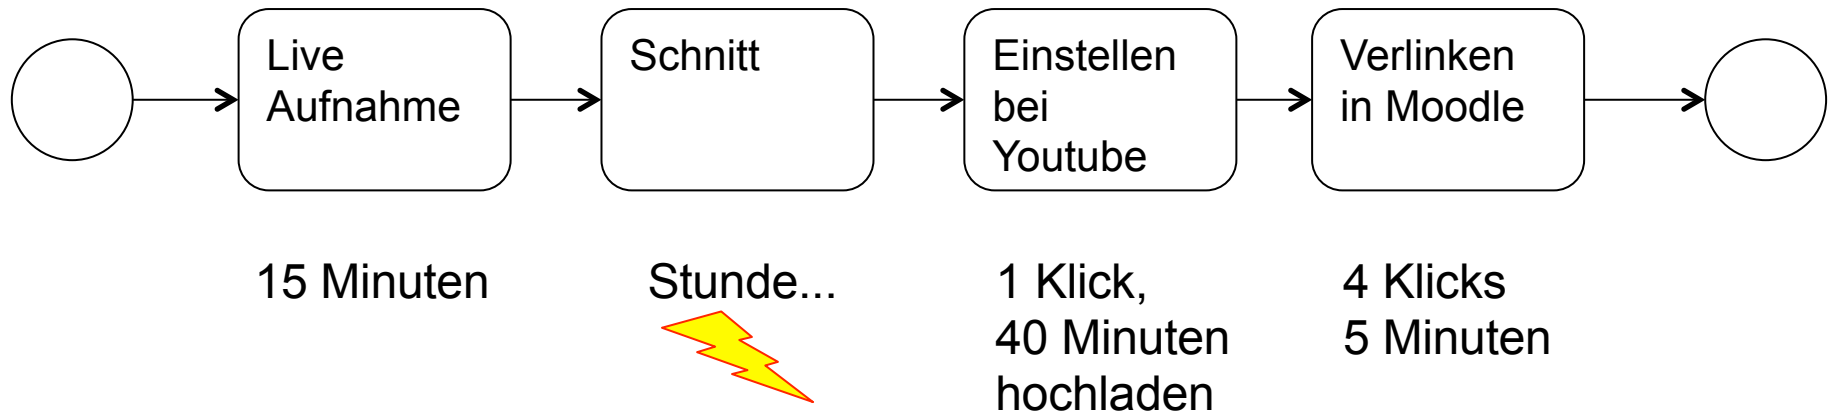 Live
Aufnahme
Schnitt
Einstellen
bei
Youtube
Verlinken
in Moodle
15 Minuten
Stunde...
1 Klick,
40 Minuten
hochladen
4 Klicks
5 Minuten